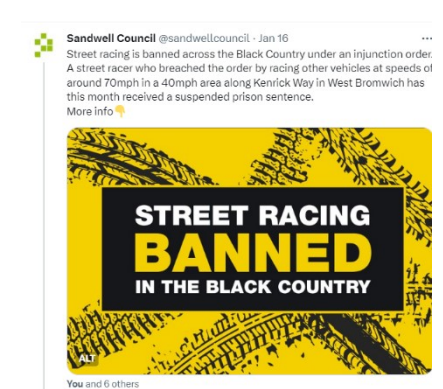 Sandwell Council @sandwellcouncil · Jan 16 ...
Street racing is banned across the Black Country under an injunction order.
A street racer who breached the order by racing other vehicles at speeds of
around 70mph in a 40mph area along Kenrick Way in West Bromwich has
this month received a suspended prison sentence.
More info👇
STREET RACING
BANNED
IN THE BLACK COUNTRY
ALT
You and 6 others